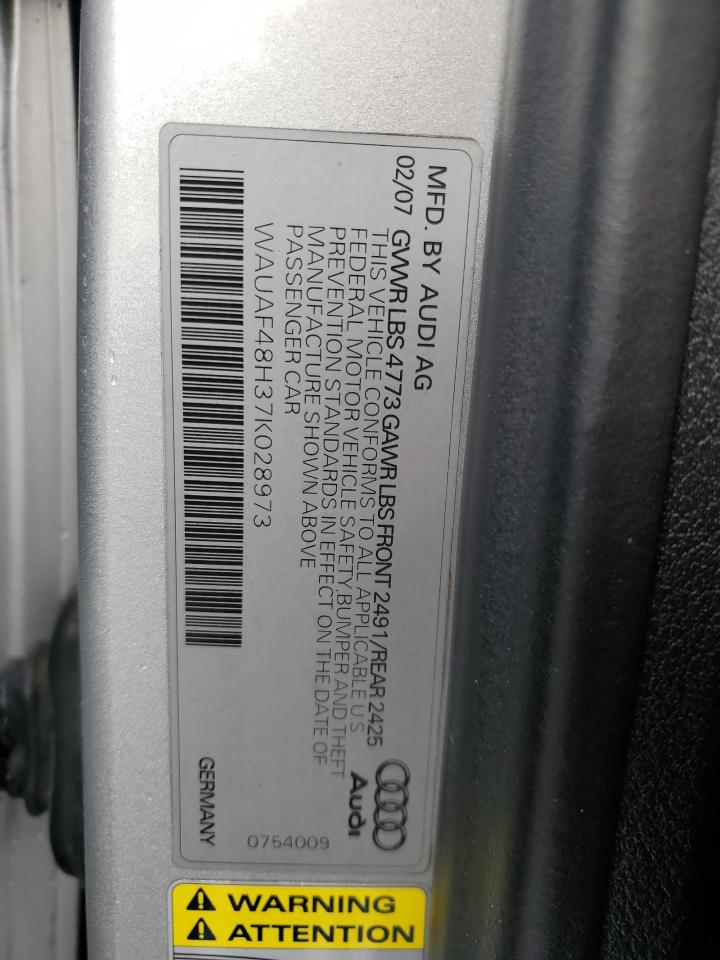 MFD. BY AUDI AG
02/07 GVWR LBS 4773 GAWR LBS FRONT 2491/REAR 2425
THIS VEHICLE CONFORMS TO ALL APPLICABLE U.S
FEDERAL MOTOR VEHICLE SAFETY,BUMPER AND THEFT
PREVENTION STANDARDS IN EFFECT ON THE DATE OF
MANUFACTURE SHOWN ABOVE
PASSENGER CAR
WAUAF48H37K028973
Audi
0754009
GERMANY
WARNING
ATTENTION